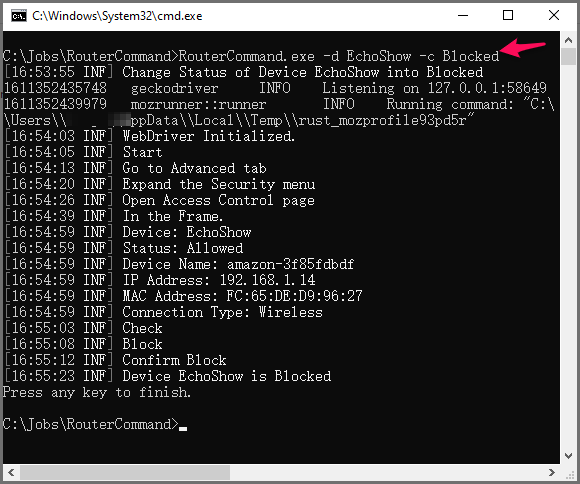 C:\Windows\System32\cmd.exe
C:\Jobs\RouterCommand>RouterCommand.exe -d EchoShow -c Blocked
[16:53:55 INF] Change Status of Device EchoShow into Blocked
1611352435748   geckodriver     INFO    Listening on 127.0.0.1:58649
1611352439979   mozrunner::runner       INFO    Running command: "C:\
\Users\\ ppData\\Local\\Temp\\rust_mozprofile93pd5r"
[16:54:03 INF] WebDriver Initialized.
[16:54:05 INF] Start
[16:54:13 INF] Go to Advanced tab
[16:54:20 INF] Expand the Security menu
[16:54:26 INF] Open Access Control page
[16:54:39 INF] In the Frame.
[16:54:59 INF] Device: EchoShow
[16:54:59 INF] Status: Allowed
[16:54:59 INF] Device Name: amazon-3f85fdbdf
[16:54:59 INF] IP Address: 192.168.1.14
[16:54:59 INF] MAC Address: FC:65:DE:D9:96:27
[16:54:59 INF] Connection Type: Wireless
[16:55:03 INF] Check
[16:55:08 INF] Block
[16:55:12 INF] Confirm Block
[16:55:23 INF] Device EchoShow is Blocked
Press any key to finish.
C:\Jobs\RouterCommand>